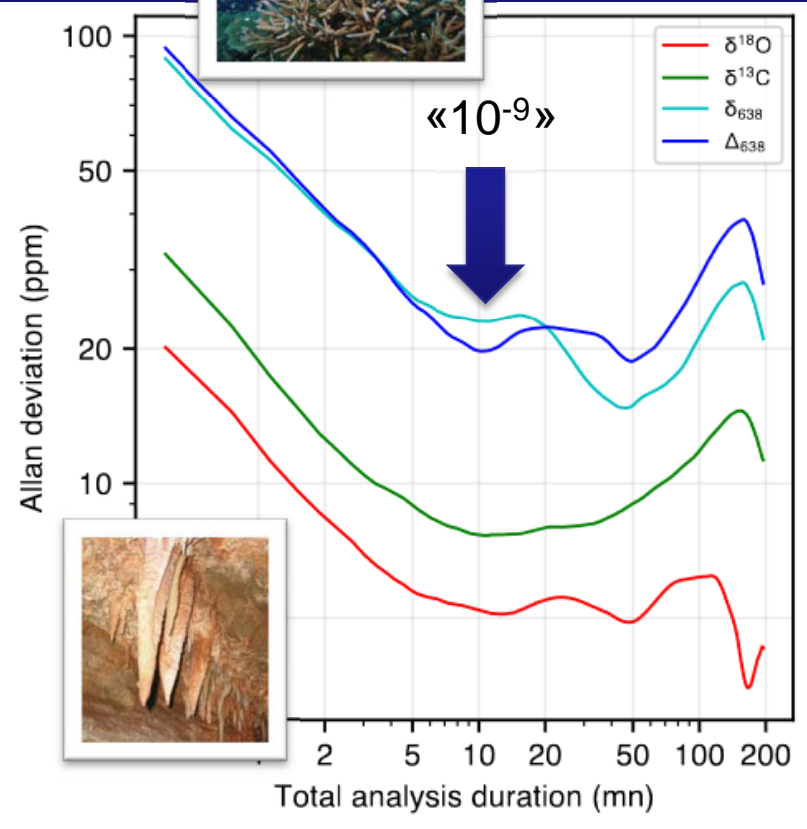 100
50
20
10
Allan deviation (ppm)
«10⁻⁹»
δ¹⁸O
δ¹³C
δ₆₃₈
Δ₆₃₈
2 5 10 20 50 100 200
Total analysis duration (mn)